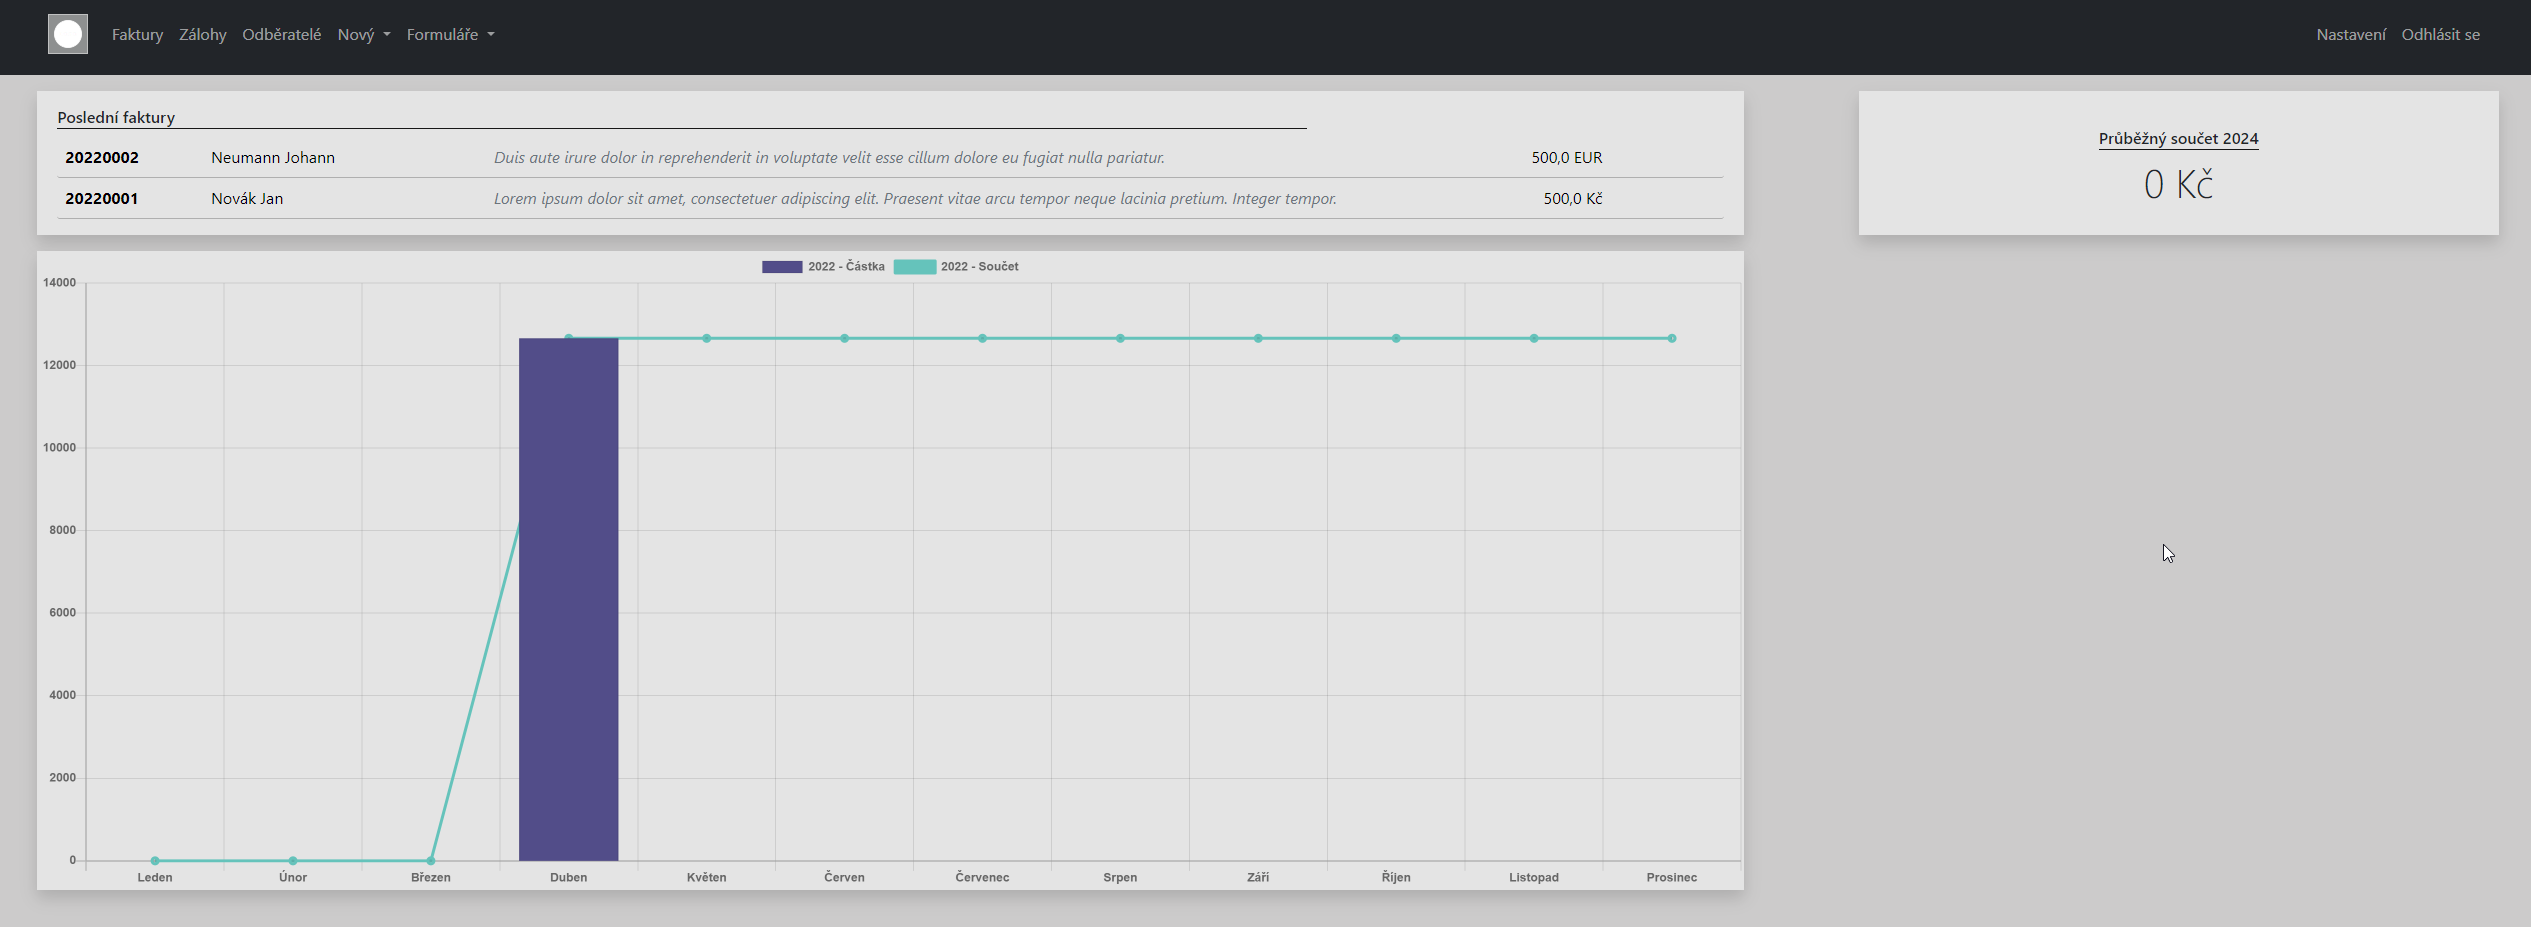 Faktury Zálohy Odběratelé Nový Formuláře Nastavení Odhlásit se
Poslední faktury
20220002 Neumann Johann Duis aute irure dolor in reprehenderit in voluptate velit esse cillum dolore eu fugiat nulla pariatur. 500,0 EUR
20220001 Novák Jan Lorem ipsum dolor sit amet, consectetuer adipiscing elit. Praesent vitae arcu tempor neque lacinia pretium. Integer tempor. 500,0 Kč
Průběžný součet 2024
0 Kč
2022 - Částka 2022 - Součet
14000
12000
10000
8000
6000
4000
2000
0
Leden Únor Březen Duben Květen Červen Červenec Srpen Září Říjen Listopad Prosinec